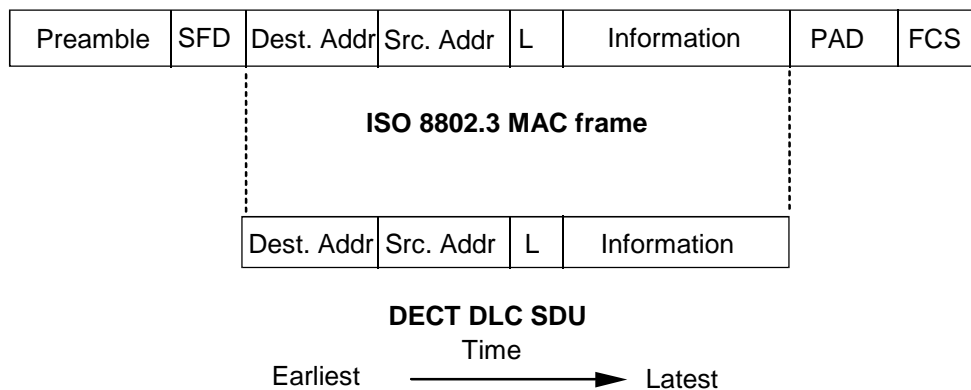 Preamble SFD Dest. Addr Src. Addr L Information PAD FCS
ISO 8802.3 MAC frame
Dest. Addr Src. Addr L Information
DECT DLC SDU
Time
Earliest Latest